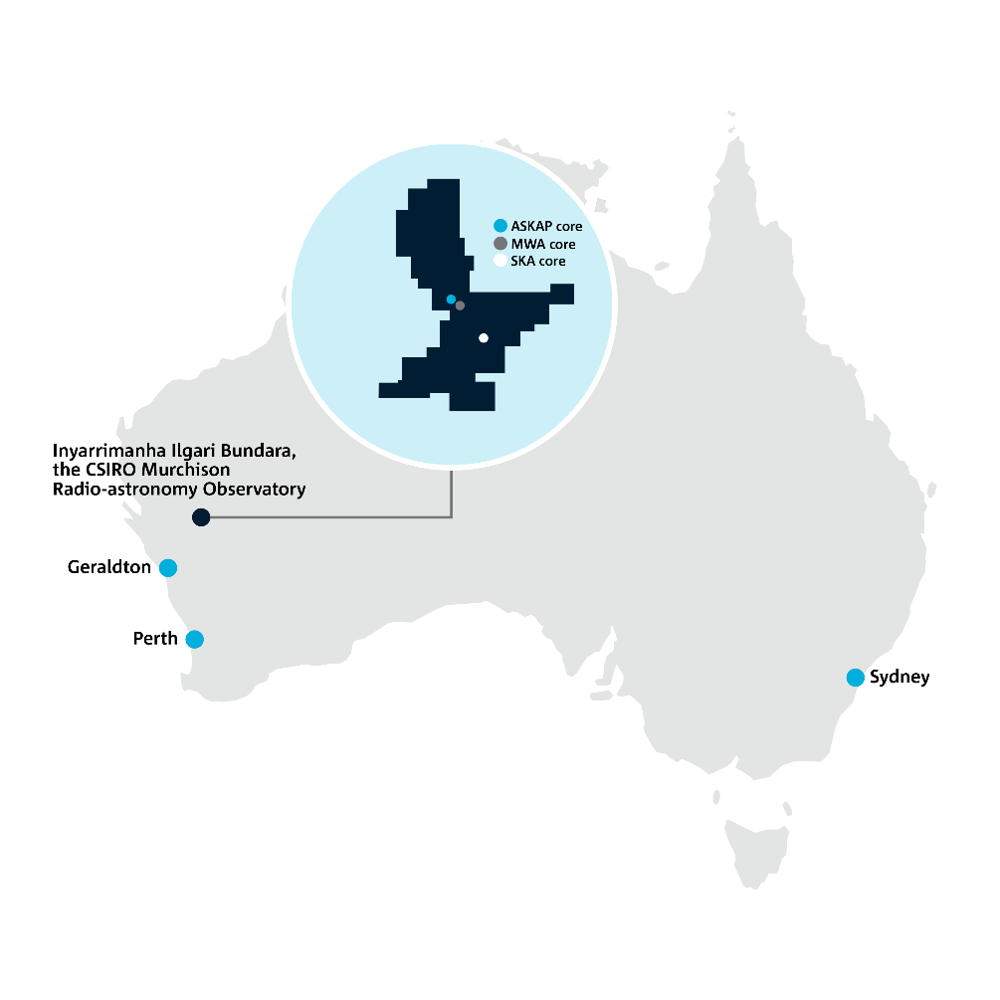 ASKAP core
MWA core
SKA core
Inyarrimanha Ilgari Bundara,
the CSIRO Murchison
Radio-astronomy Observatory
Geraldton
Perth
Sydney